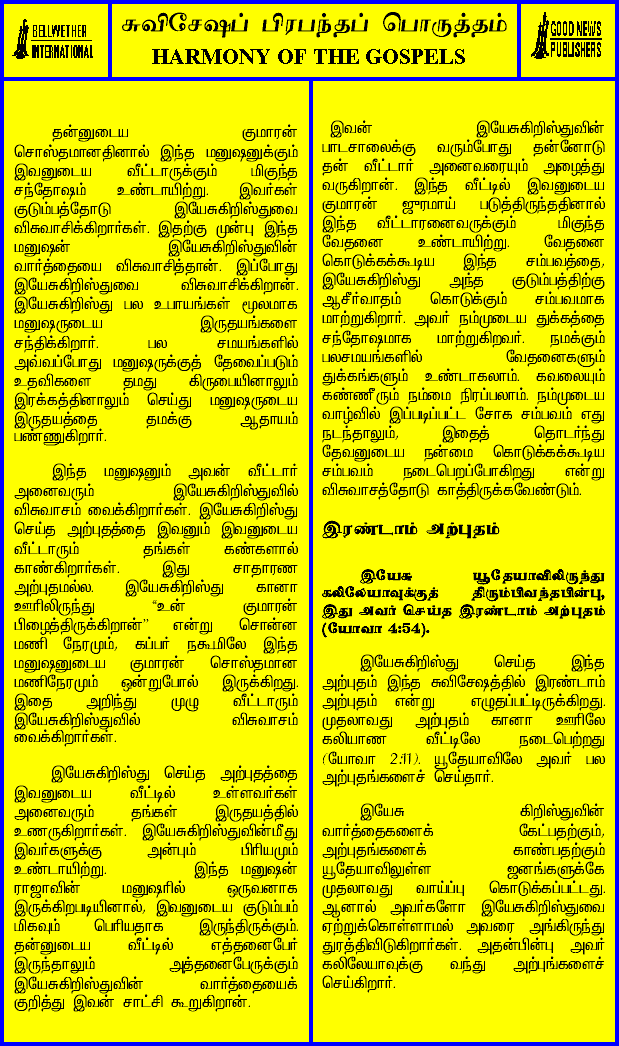 BELLWETHER
INTERNATIONAL
சுவிசேஷப் பிரபந்தப் பொருத்தம்
HARMONY OF THE GOSPELS
GOOD NEWS
PUBLISHERS
தன்னுடைய குமாரன்
சொஸ்தமானதினால் இந்த மனுஷனுக்கும்
இவனுடைய வீட்டாருக்கும் மிகுந்த
சந்தோஷம் உண்டாயிற்று. இவர்கள்
குடும்பத்தோடு இயேசுகிறிஸ்துவை
விசுவாசிக்கிறார்கள். இதற்கு முன்பு இந்த
மனுஷன் இயேசுகிறிஸ்துவின்
வார்த்தையை விசுவாசித்தான். இப்போது
இயேசுகிறிஸ்துவை விசுவாசிக்கிறான்.
இயேசுகிறிஸ்து பல உபாயங்கள் மூலமாக
மனுஷருடைய இருதயங்களை
சந்திக்கிறார். பல சமயங்களில்
அவ்வப்போது மனுஷருக்குத் தேவைப்படும்
உதவிகளை தமது கிருபையினாலும்
இரக்கத்தினாலும் செய்து மனுஷருடைய
இருதயத்தை தமக்கு ஆதாயம்
பண்ணுகிறார்.
இந்த மனுஷனும் அவன் வீட்டார்
அனைவரும் இயேசுகிறிஸ்துவில்
விசுவாசம் வைக்கிறார்கள். இயேசுகிறிஸ்து
செய்த அற்புதத்தை இவனும் இவனுடைய
வீட்டாரும் தங்கள் கண்களால்
காண்கிறார்கள். இது சாதாரண
அற்புதமல்ல. இயேசுகிறிஸ்து கானா
ஊரிலிருந்து “உன் குமாரன்
பிழைத்திருக்கிறான்” என்று சொன்ன
மணி நேரமும், கப்பர் நகூமிலே இந்த
மனுஷனுடைய குமாரன் சொஸ்தமான
மணிநேரமும் ஒன்றுபோல் இருக்கிறது.
இதை அறிந்து முழு வீட்டாரும்
இயேசுகிறிஸ்துவில் விசுவாசம்
வைக்கிறார்கள்.
இயேசுகிறிஸ்து செய்த அற்புதத்தை
இவனுடைய வீட்டில் உள்ளவர்கள்
அனைவரும் தங்கள் இருதயத்தில்
உணருகிறார்கள். இயேசுகிறிஸ்துவின்மீது
இவர்களுக்கு அன்பும் பிரியமும்
உண்டாயிற்று. இந்த மனுஷன்
ராஜாவின் மனுஷரில் ஒருவனாக
இருக்கிறபடியினால், இவனுடைய குடும்பம்
மிகவும் பெரியதாக இருந்திருக்கும்.
தன்னுடைய வீட்டில் எத்தனைபேர்
இருந்தாலும் அத்தனைபேருக்கும்
இயேசுகிறிஸ்துவின் வார்த்தையைக்
குறித்து இவன் சாட்சி கூறுகிறான்.
இவன் இயேசுகிறிஸ்துவின்
பாடசாலைக்கு வரும்போது தன்னோடு
தன் வீட்டார் அனைவரையும் அழைத்து
வருகிறான். இந்த வீட்டில் இவனுடைய
குமாரன் ஜுரமாய் படுத்திருந்ததினால்
இந்த வீட்டாரனைவருக்கும் மிகுந்த
வேதனை உண்டாயிற்று. வேதனை
கொடுக்கக்கூடிய இந்த சம்பவத்தை,
இயேசுகிறிஸ்து அந்த குடும்பத்திற்கு
ஆசீர்வாதம் கொடுக்கும் சம்பவமாக
மாற்றுகிறார். அவர் நம்முடைய துக்கத்தை
சந்தோஷமாக மாற்றுகிறவர். நமக்கும்
பலசமயங்களில் வேதனைகளும்
துக்கங்களும் உண்டாகலாம். கவலையும்
கண்ணீரும் நம்மை நிரப்பலாம். நம்முடைய
வாழ்வில் இப்படிப்பட்ட சோக சம்பவம் எது
நடந்தாலும், இதைத் தொடர்ந்து
தேவனுடைய நன்மை கொடுக்கக்கூடிய
சம்பவம் நடைபெறப்போகிறது என்று
விசுவாசத்தோடு காத்திருக்கவேண்டும்.
இரண்டாம் அற்புதம்
இயேசு யூதேயாவிலிருந்து
கலிலேயாவுக்குத் திரும்பிவந்தபின்பு,
இது அவர் செய்த இரண்டாம் அற்புதம்
(யோவா 4:54).
இயேசுகிறிஸ்து செய்த இந்த
அற்புதம் இந்த சுவிசேஷத்தில் இரண்டாம்
அற்புதம் என்று எழுதப்பட்டிருக்கிறது.
முதலாவது அற்புதம் கானா ஊரிலே
கலியாண வீட்டிலே நடைபெற்றது
(யோவா 2:11). யூதேயாவிலே அவர் பல
அற்புதங்களைச் செய்தார்.
இயேசு கிறிஸ்துவின்
வார்த்தைகளைக் கேட்பதற்கும்,
அற்புதங்களைக் காண்பதற்கும்
யூதேயாவிலுள்ள ஜனங்களுக்கே
முதலாவது வாய்ப்பு கொடுக்கப்பட்டது.
ஆனால் அவர்களோ இயேசுகிறிஸ்துவை
ஏற்றுக்கொள்ளாமல் அவரை அங்கிருந்து
துரத்திவிடுகிறார்கள். அதன்பின்பு அவர்
கலிலேயாவுக்கு வந்து அற்புங்களைச்
செய்கிறார்.